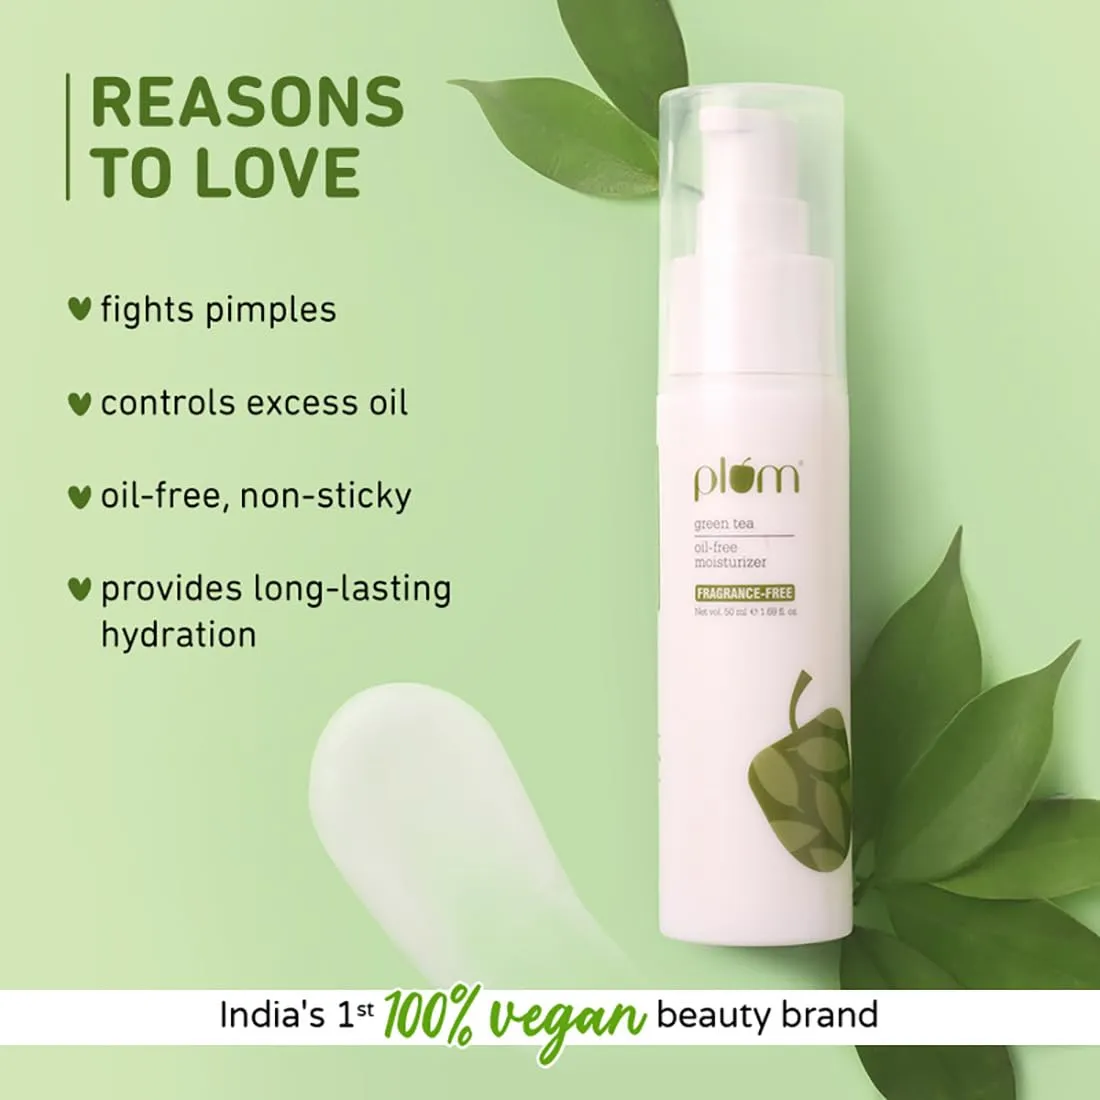 REASONS
TO LOVE
fights pimples
controls excess oil
oil-free, non-sticky
provides long-lasting
hydration
plum®
green tea
oil-free
moisturizer
FRAGRANCE-FREE
Net vol. 50 ml ℮ 1.69 fl. oz
India's 1st 100% vegan beauty brand